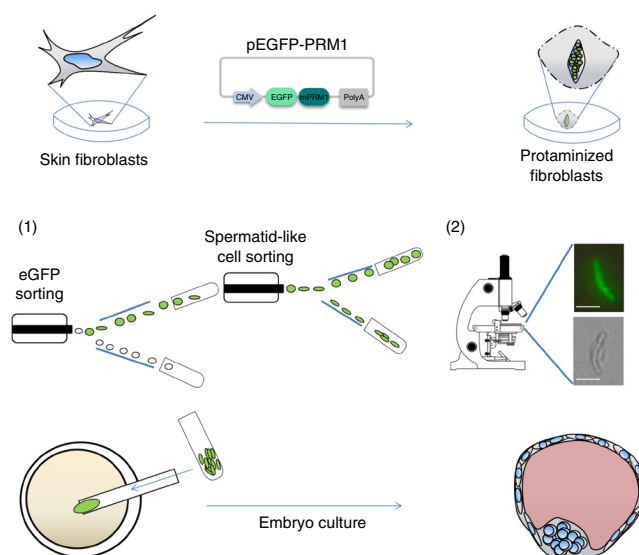 pEGFP-PRM1
CMV
EGFP
mPRM1
PolyA
Skin fibroblasts
Protaminized
fibroblasts
(1)
(2)
Spermatid-like
cell sorting
eGFP
sorting
Embryo culture